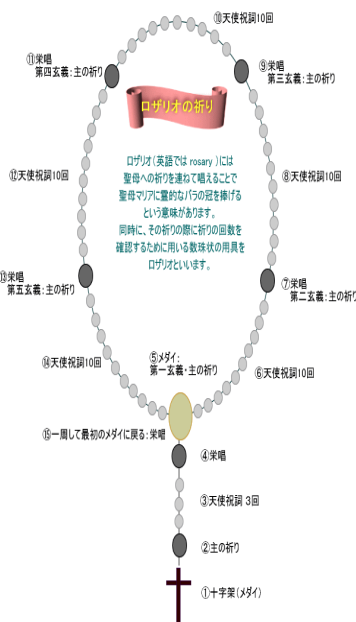 ⑩天使祝詞10回
⑪栄唱
第四玄義：主の祈り
⑨栄唱
第三玄義：主の祈り
ロザリオの祈り
ロザリオ（英語では rosary ）には
聖母への祈りを連ねて唱えることで
聖母マリアに霊的なバラの冠を捧げる
という意味があります。
同時に、その祈りの際に祈りの回数を
確認するために用いる数珠状の用具を
ロザリオといいます。
⑫天使祝詞10回
⑧天使祝詞10回
⑬栄唱
第五玄義：主の祈り
⑦栄唱
第二玄義：主の祈り
⑤メダイ：
第一玄義・主の祈り
⑭天使祝詞10回
⑥天使祝詞10回
⑮一周して最初のメダイに戻る：栄唱
④栄唱
③天使祝詞 3回
②主の祈り
①十字架（メダイ）